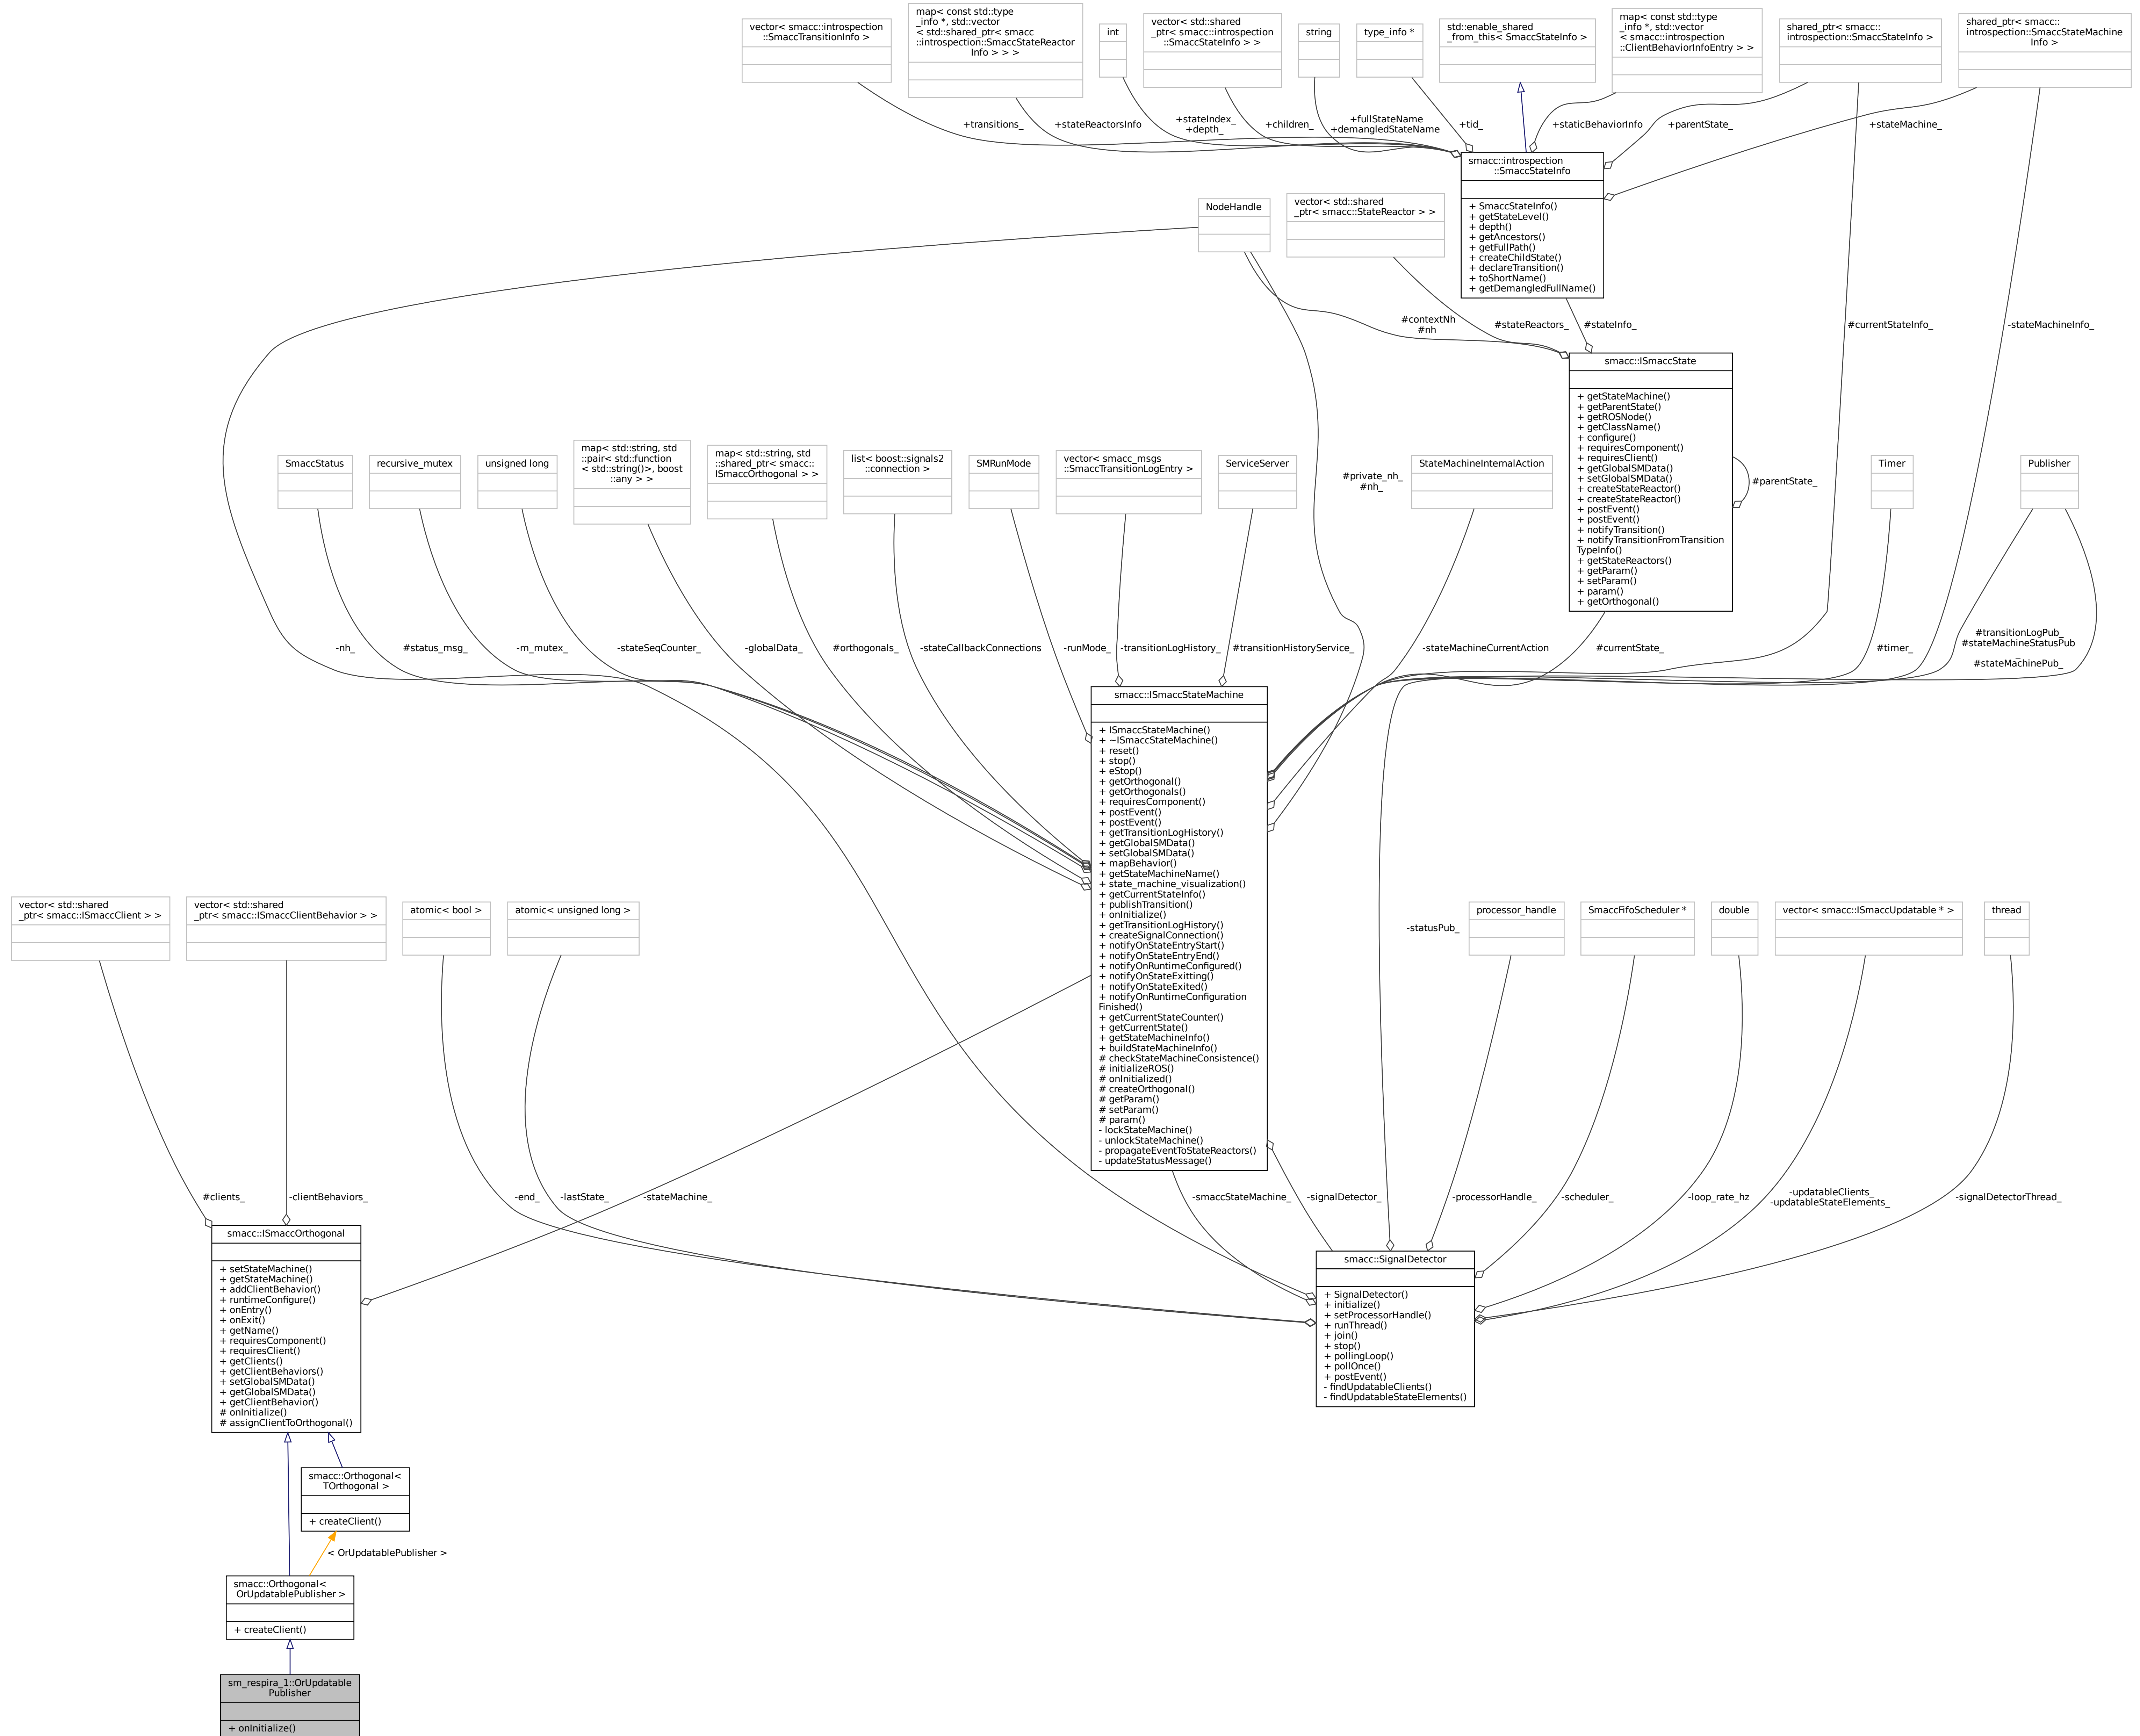 vector< smacc::introspection
::SmaccTransitionInfo >
map< const std::type
_info *, std::vector
< std::shared_ptr< smacc
::introspection::SmaccStateReactor
Info > > >
int
vector< std::shared
_ptr< smacc::introspection
::SmaccStateInfo > >
string
type_info *
std::enable_shared
_from_this< SmaccStateInfo >
map< const std::type
_info *, std::vector
< smacc::introspection
::ClientBehaviorInfoEntry > >
shared_ptr< smacc::
introspection::SmaccStateInfo >
shared_ptr< smacc::
introspection::SmaccStateMachine
Info >
+transitions_
+stateReactorsInfo
+stateIndex_
+depth_
+children_
+fullStateName
+demangledStateName
+tid_
+staticBehaviorInfo
+parentState_
+stateMachine_
smacc::introspection
::SmaccStateInfo
+ SmaccStateInfo()
+ getStateLevel()
+ depth()
+ getAncestors()
+ getFullPath()
+ createChildState()
+ declareTransition()
+ toShortName()
+ getDemangledFullName()
NodeHandle
vector< std::shared
_ptr< smacc::StateReactor > >
#contextNh
#nh
#stateReactors_
#stateInfo_
#currentStateInfo_
-stateMachineInfo_
smacc::ISmaccState
+ getStateMachine()
+ getParentState()
+ getROSNode()
+ getClassName()
+ configure()
+ requiresComponent()
+ requiresClient()
+ getGlobalSMData()
+ setGlobalSMData()
+ createStateReactor()
+ createStateReactor()
+ postEvent()
+ postEvent()
+ notifyTransition()
+ notifyTransitionFromTransition
TypeInfo()
+ getStateReactors()
+ getParam()
+ setParam()
+ param()
+ getOrthogonal()
#parentState_
SmaccStatus
recursive_mutex
unsigned long
map< std::string, std
::pair< std::function
< std::string()>, boost
::any > >
map< std::string, std
::shared_ptr< smacc::
ISmaccOrthogonal > >
list< boost::signals2
::connection >
SMRunMode
vector< smacc_msgs
::SmaccTransitionLogEntry >
ServiceServer
#private_nh_
#nh_
StateMachineInternalAction
Timer
Publisher
-nh_
#status_msg_
-m_mutex_
-stateSeqCounter_
-globalData_
#orthogonals_
-stateCallbackConnections
-runMode_
-transitionLogHistory_
#transitionHistoryService_
-stateMachineCurrentAction
#currentState_
#timer_
#transitionLogPub_
#stateMachineStatusPub
_
#stateMachinePub_
smacc::ISmaccStateMachine
+ ISmaccStateMachine()
+ ~ISmaccStateMachine()
+ reset()
+ stop()
+ eStop()
+ getOrthogonal()
+ getOrthogonals()
+ requiresComponent()
+ postEvent()
+ postEvent()
+ getTransitionLogHistory()
+ getGlobalSMData()
+ setGlobalSMData()
+ mapBehavior()
+ getStateMachineName()
+ state_machine_visualization()
+ getCurrentStateInfo()
+ publishTransition()
+ onInitialize()
+ getTransitionLogHistory()
+ createSignalConnection()
+ notifyOnStateEntryStart()
+ notifyOnStateEntryEnd()
+ notifyOnRuntimeConfigured()
+ notifyOnStateExitting()
+ notifyOnStateExited()
+ notifyOnRuntimeConfiguration
Finished()
+ getCurrentStateCounter()
+ getCurrentState()
+ getStateMachineInfo()
+ buildStateMachineInfo()
# checkStateMachineConsistence()
# initializeROS()
# onInitialized()
# createOrthogonal()
# getParam()
# setParam()
# param()
- lockStateMachine()
- unlockStateMachine()
- propagateEventToStateReactors()
- updateStatusMessage()
vector< std::shared
_ptr< smacc::ISmaccClient > >
vector< std::shared
_ptr< smacc::ISmaccClientBehavior > >
atomic< bool >
atomic< unsigned long >
-statusPub_
processor_handle
SmaccFifoScheduler *
double
vector< smacc::ISmaccUpdatable * >
thread
#clients_
-clientBehaviors_
-end_
-lastState_
-stateMachine_
-smaccStateMachine_
-signalDetector_
-processorHandle_
-scheduler_
-loop_rate_hz
-updatableClients_
-updatableStateElements_
-signalDetectorThread_
smacc::ISmaccOrthogonal
+ setStateMachine()
+ getStateMachine()
+ addClientBehavior()
+ runtimeConfigure()
+ onEntry()
+ onExit()
+ getName()
+ requiresComponent()
+ requiresClient()
+ getClients()
+ getClientBehaviors()
+ setGlobalSMData()
+ getGlobalSMData()
+ getClientBehavior()
# onInitialize()
# assignClientToOrthogonal()
smacc::SignalDetector
+ SignalDetector()
+ initialize()
+ setProcessorHandle()
+ runThread()
+ join()
+ stop()
+ pollingLoop()
+ pollOnce()
+ postEvent()
- findUpdatableClients()
- findUpdatableStateElements()
smacc::Orthogonal<
TOrthogonal >
+ createClient()
< OrUpdatablePublisher >
smacc::Orthogonal<
OrUpdatablePublisher >
+ createClient()
sm_respira_1::OrUpdatable
Publisher
+ onInitialize()